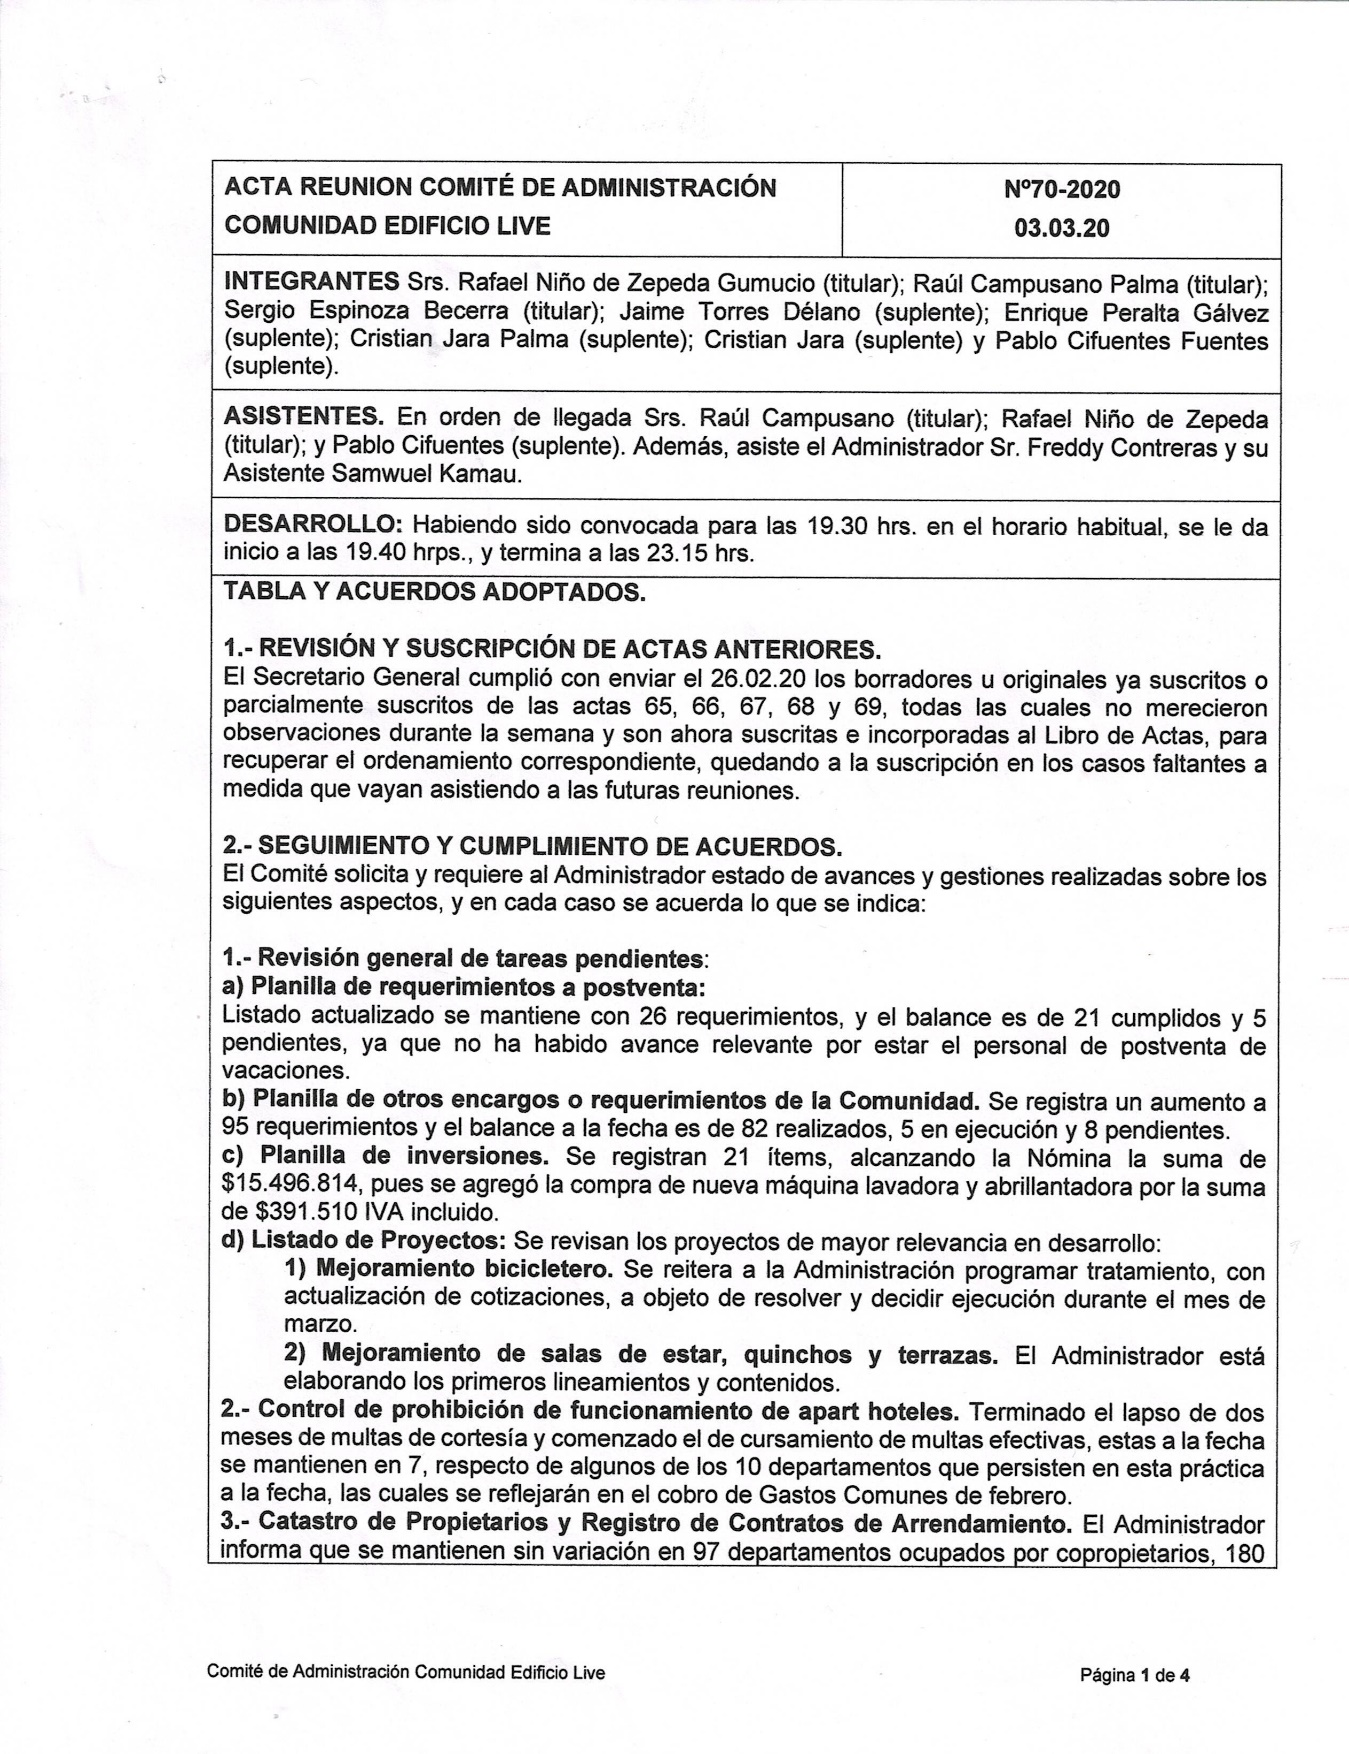 ACTA REUNION COMITÉ DE ADMINISTRACIÓN
COMUNIDAD EDIFICIO LIVE
Nº70-2020
03.03.20
INTEGRANTES Srs. Rafael Niño de Zepeda Gumucio (titular); Raúl Campusano Palma (titular);
Sergio Espinoza Becerra (titular); Jaime Torres Délano (suplente); Enrique Peralta Gálvez
(suplente); Cristian Jara Palma (suplente); Cristian Jara (suplente) y Pablo Cifuentes Fuentes
(suplente).
ASISTENTES. En orden de llegada Srs. Raúl Campusano (titular); Rafael Niño de Zepeda
(titular); y Pablo Cifuentes (suplente). Además, asiste el Administrador Sr. Freddy Contreras y su
Asistente Samwuel Kamau.
DESARROLLO: Habiendo sido convocada para las 19.30 hrs. en el horario habitual, se le da
inicio a las 19.40 hrps., y termina a las 23.15 hrs.
TABLA Y ACUERDOS ADOPTADOS.
1.- REVISIÓN Y SUSCRIPCIÓN DE ACTAS ANTERIORES.
El Secretario General cumplió con enviar el 26.02.20 los borradores u originales ya suscritos o
parcialmente suscritos de las actas 65, 66, 67, 68 y 69, todas las cuales no merecieron
observaciones durante la semana y son ahora suscritas e incorporadas al Libro de Actas, para
recuperar el ordenamiento correspondiente, quedando a la suscripción en los casos faltantes a
medida que vayan asistiendo a las futuras reuniones.
2.- SEGUIMIENTO Y CUMPLIMIENTO DE ACUERDOS.
El Comité solicita y requiere al Administrador estado de avances y gestiones realizadas sobre los
siguientes aspectos, y en cada caso se acuerda lo que se indica:
1.- Revisión general de tareas pendientes:
a) Planilla de requerimientos a postventa:
Listado actualizado se mantiene con 26 requerimientos, y el balance es de 21 cumplidos y 5
pendientes, ya que no ha habido avance relevante por estar el personal de postventa de
vacaciones.
b) Planilla de otros encargos o requerimientos de la Comunidad. Se registra un aumento a
95 requerimientos y el balance a la fecha es de 82 realizados, 5 en ejecución y 8 pendientes.
c) Planilla de inversiones. Se registran 21 ítems, alcanzando la Nómina la suma de
$15.496.814, pues se agregó la compra de nueva máquina lavadora y abrillantadora por la suma
de $391.510 IVA incluido.
d) Listado de Proyectos: Se revisan los proyectos de mayor relevancia en desarrollo:
1) Mejoramiento bicicletero. Se reitera a la Administración programar tratamiento, con
actualización de cotizaciones, a objeto de resolver y decidir ejecución durante el mes de
marzo.
2) Mejoramiento de salas de estar, quinchos y terrazas. El Administrador está
elaborando los primeros lineamientos y contenidos.
2.- Control de prohibición de funcionamiento de apart hoteles. Terminado el lapso de dos
meses de multas de cortesía y comenzado el de cursamiento de multas efectivas, estas a la fecha
se mantienen en 7, respecto de algunos de los 10 departamentos que persisten en esta práctica
a la fecha, las cuales se reflejarán en el cobro de Gastos Comunes de febrero.
3.- Catastro de Propietarios y Registro de Contratos de Arrendamiento. El Administrador
informa que se mantienen sin variación en 97 departamentos ocupados por copropietarios, 180
Comité de Administración Comunidad Edificio Live
Página 1 de 4